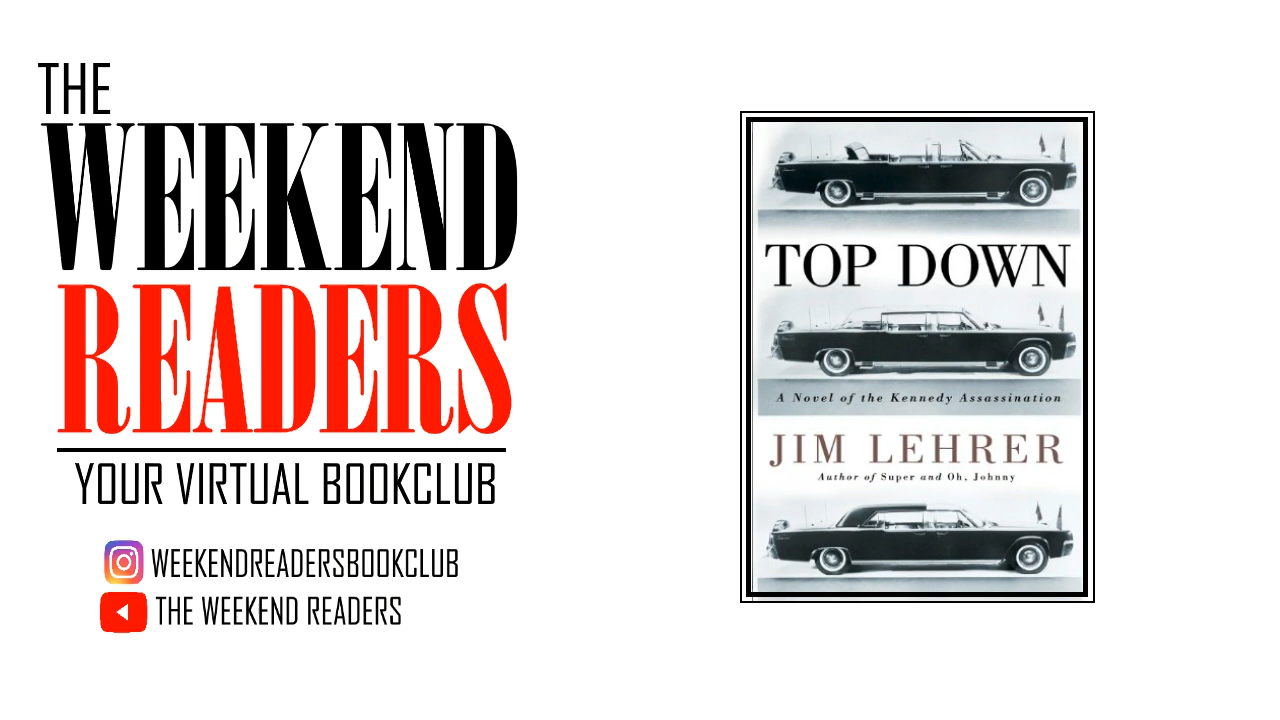 THE
WEEKEND
READERS
YOUR VIRTUAL BOOKCLUB
WEEKENDREADERSBOOKCLUB
THE WEEKEND READERS
TOP DOWN
A Novel of the Kennedy Assassination
JIM LEHRER
Author of Super and Oh, Johnny